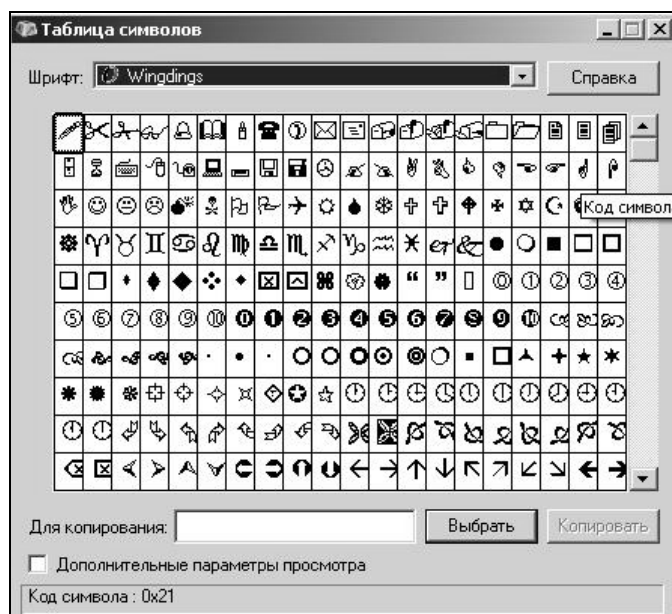 Таблица символов
Шрифт: Wingdings Справка
Код символ
Для копирования: Выбрать Копировать
Дополнительные параметры просмотра
Код символа : 0x21